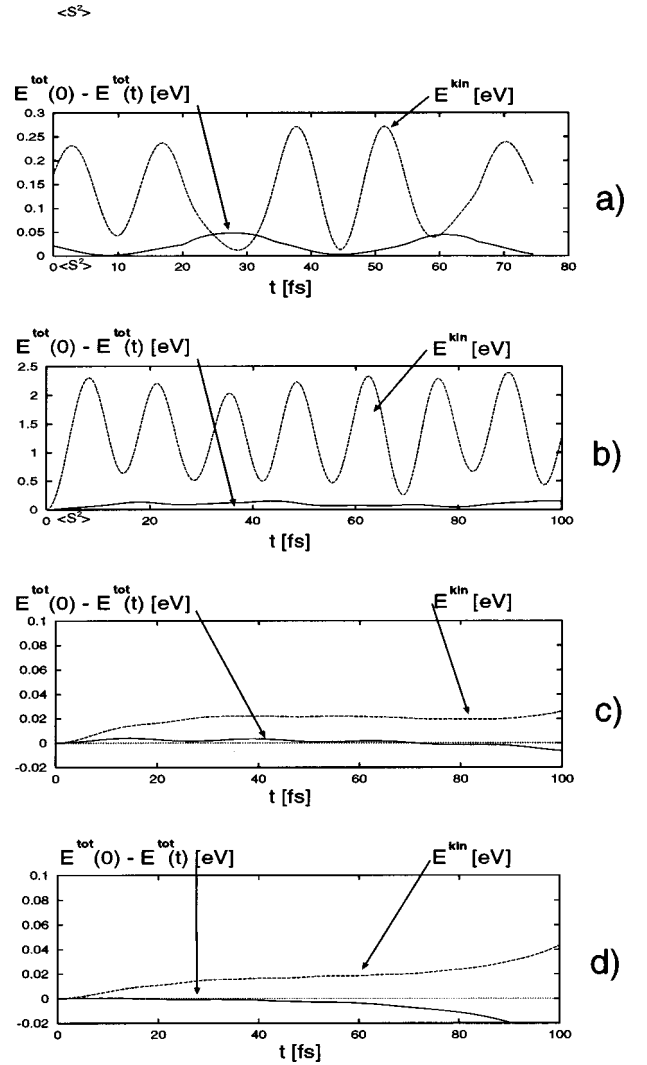 <S²>
E^tot(0) - E^tot(t) [eV] E^kin [eV]
0.3
0.25
0.2
0.15
0.1
0.05
0
a)
0 10 20 30 40 50 60 70 80
<S²>
t [fs]
E^tot(0) - E^tot(t) [eV] E^kin [eV]
2.5
2
1.5
1
0.5
0
b)
0 20 40 60 80 100
<S²>
t [fs]
E^tot(0) - E^tot(t) [eV] E^kin [eV]
0.1
0.08
0.06
0.04
0.02
0
-0.02
c)
0 20 40 60 80 100
t [fs]
E^tot(0) - E^tot(t) [eV] E^kin [eV]
0.1
0.08
0.06
0.04
0.02
0
-0.02
d)
0 20 40 60 80 100
t [fs]